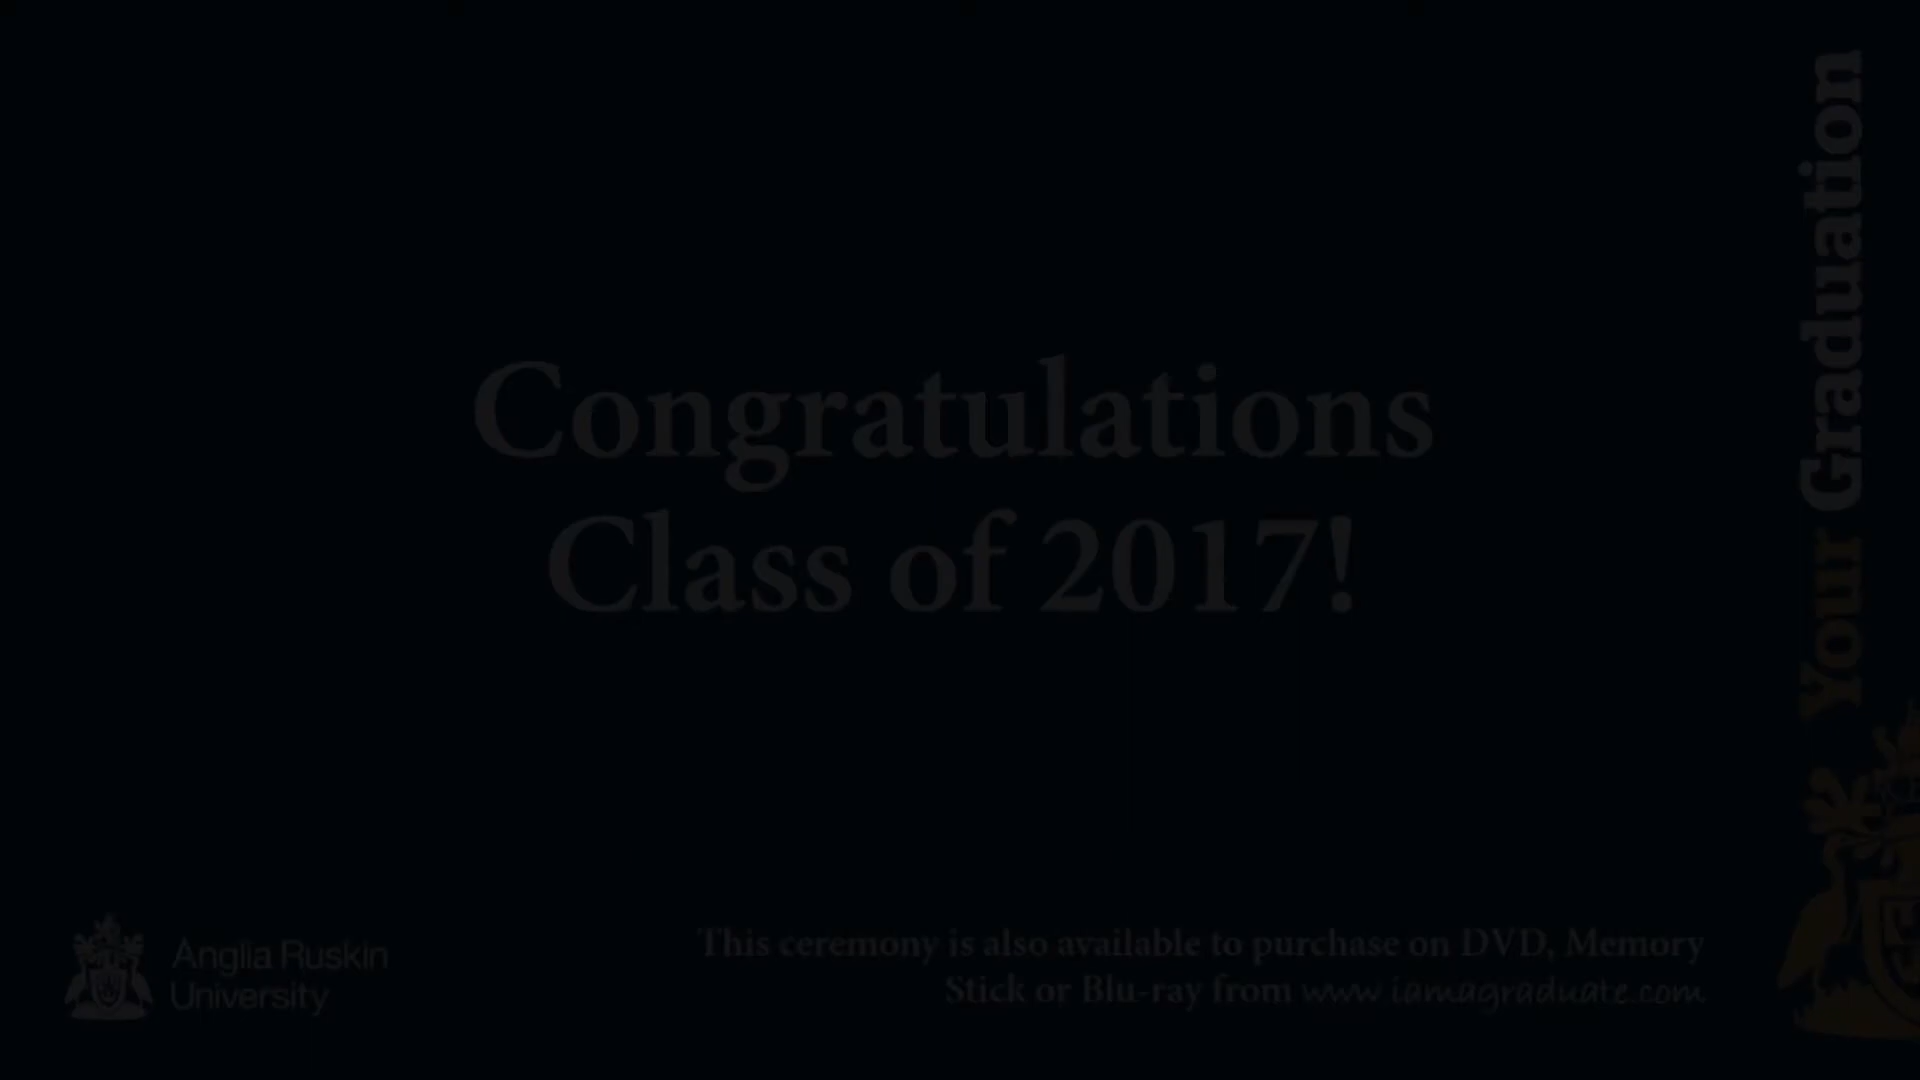 Congratulations
Class of 2017!
Your Graduation
Anglia Ruskin
University
This ceremony is also available to purchase on DVD, Memory
Stick or Blu-ray from www.iamagraduate.com